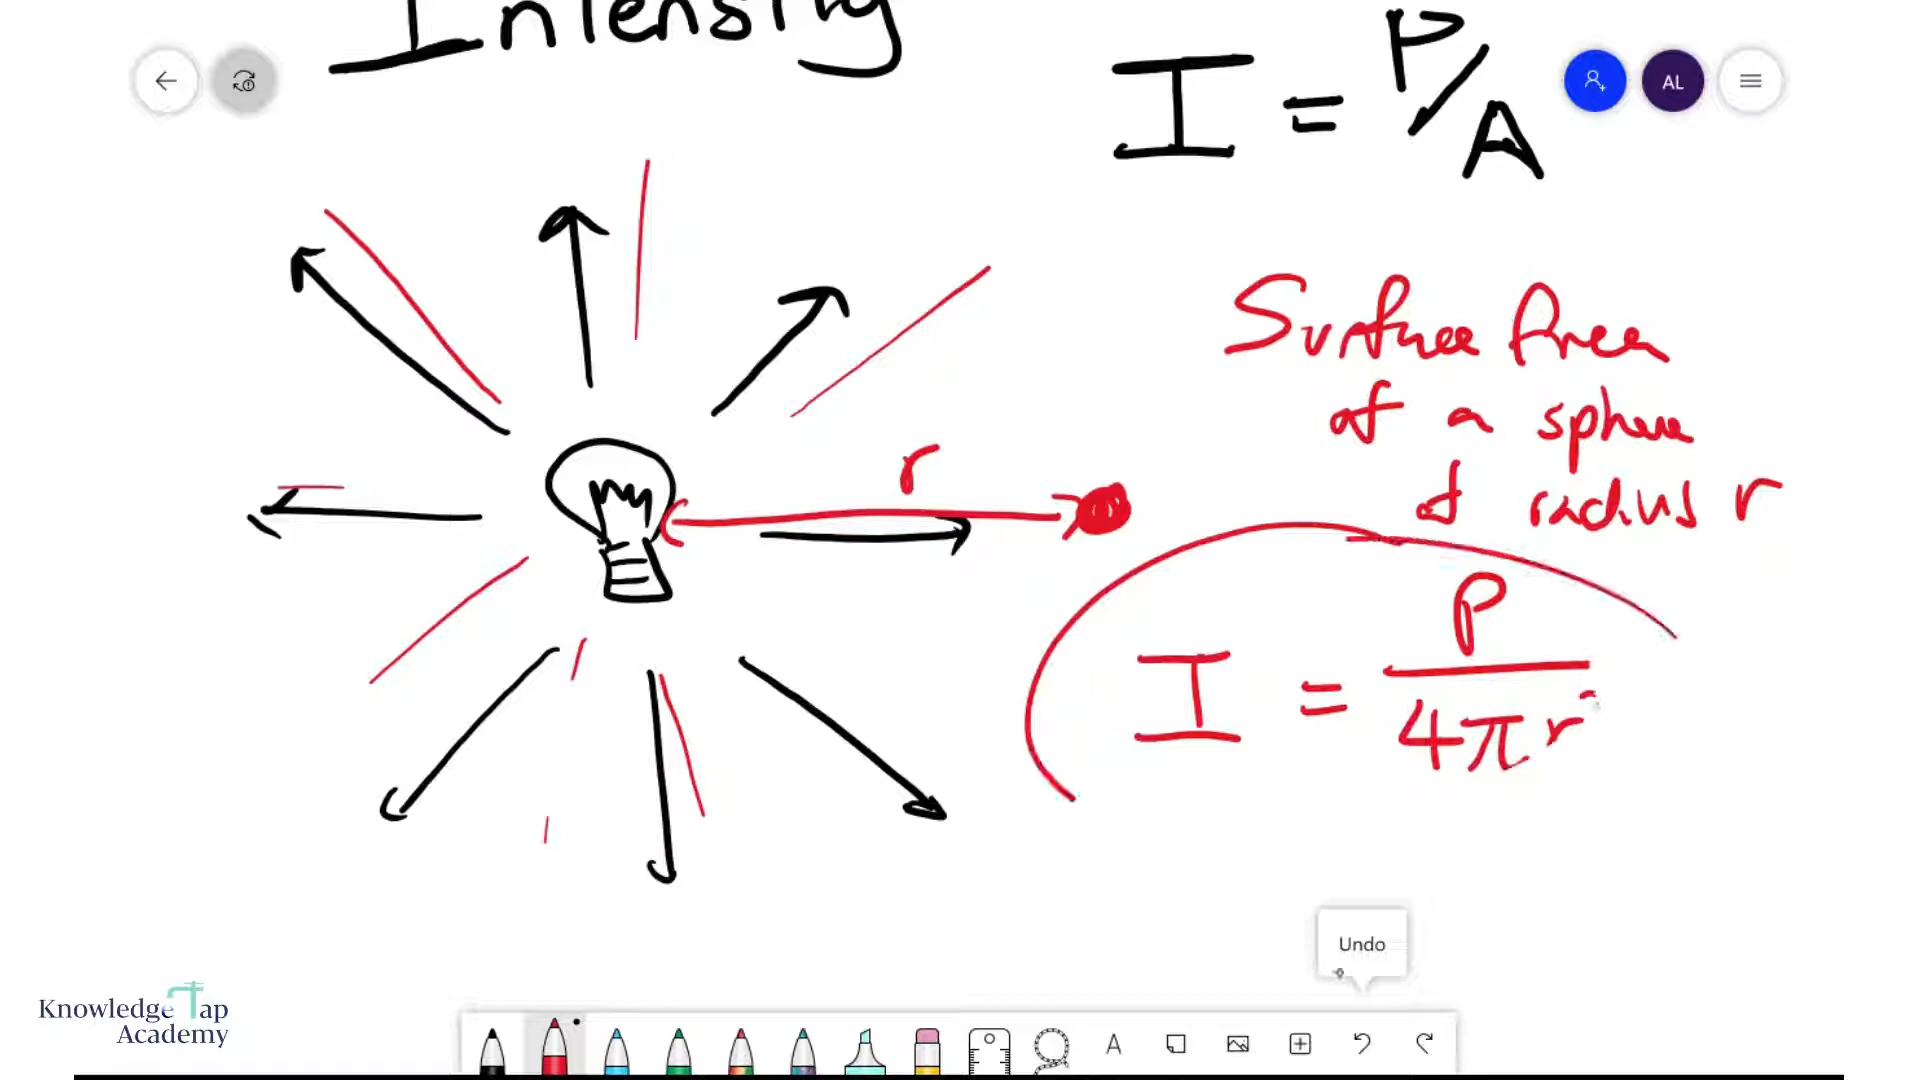 Intensity
I = P/A
AL
Surface Area
of a sphere
of radius r
r
I = P
4πr²
Undo
A
Knowledge Tap
Academy